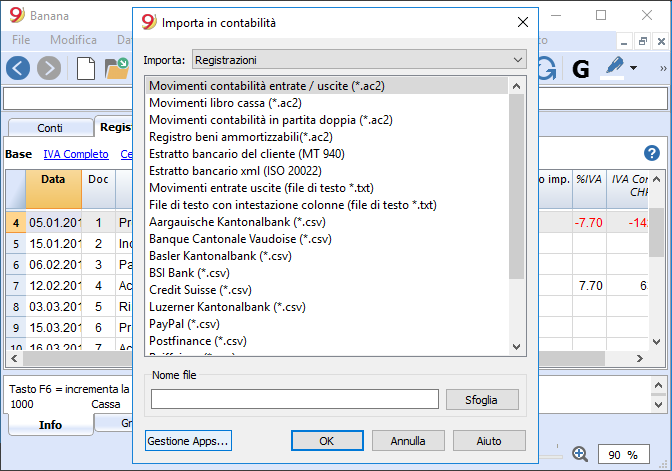 9 Banana
9 Importa in contabilità
File Modifica
Importa: Registrazioni
G
Movimenti contabilità entrate / uscite (*.ac2)
Movimenti libro cassa (*.ac2)
Movimenti contabilità in partita doppia (*.ac2)
Registro beni ammortizzabili(*.ac2)
Estratto bancario del cliente (MT 940)
Estratto bancario xml (ISO 20022)
Movimenti entrate uscite (file di testo *.txt)
File di testo con intestazione colonne (file di testo *.txt)
Aargauische Kantonalbank (*.csv)
Banque Cantonale Vaudoise (*.csv)
Basler Kantonalbank (*.csv)
BSI Bank (*.csv)
Credit Suisse (*.csv)
Luzerner Kantonalbank (*.csv)
PayPal (*.csv)
Postfinance (*.csv)
Conti
Base IVA Completo
Data Doc
imp. %IVA IVA Con
CHF
4 05.01.201 1 Pr -7.70 -14
5 15.01.201 2 Ind
6 06.02.201 3 Pa
7 12.02.201 4 Ac 7.70 6
8 03.03.201 5 Ri
9 15.03.201 6 Pr
10 16.03.201 7
Nome file
Sfoglia
Tasto F6 = incrementa la
1000 Cassa
Info
Gestione Apps... OK Annulla Aiuto
90 %